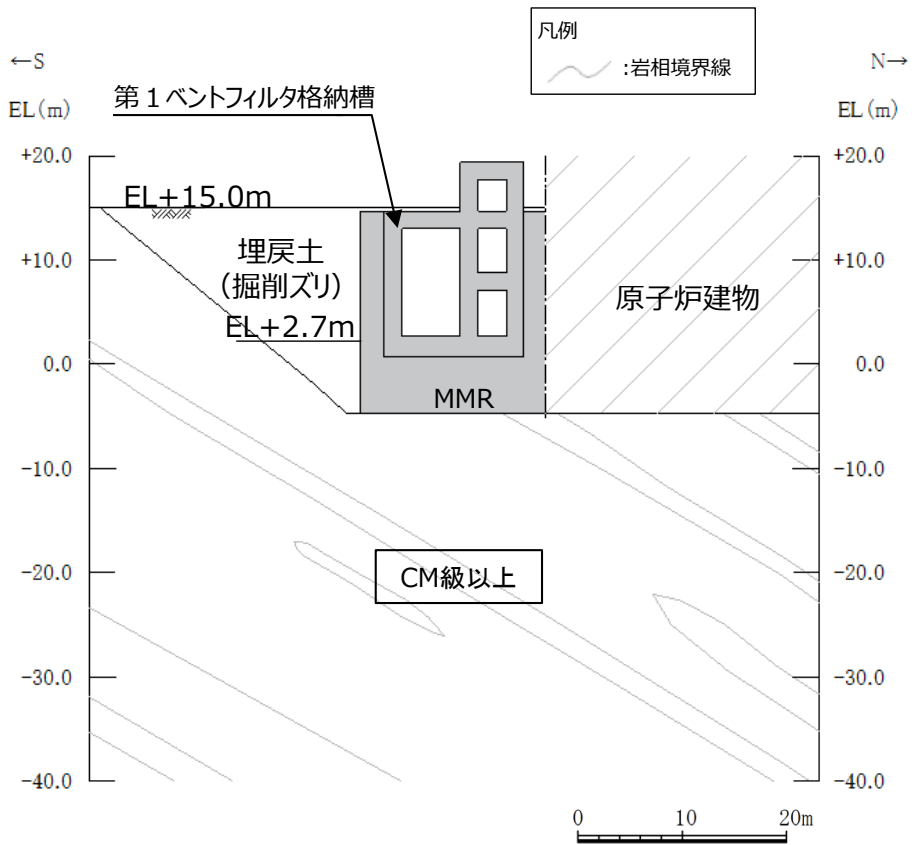 凡例
:岩相境界線
←S
N→
EL(m)
EL(m)
第1ベントフィルタ格納槽
+20.0
+20.0
EL+15.0m
+10.0
+10.0
埋戻土
(掘削ズリ)
原子炉建物
EL+2.7m
0.0
0.0
MMR
-10.0
-10.0
-20.0
-20.0
CM級以上
-30.0
-30.0
-40.0
-40.0
0 10 20m